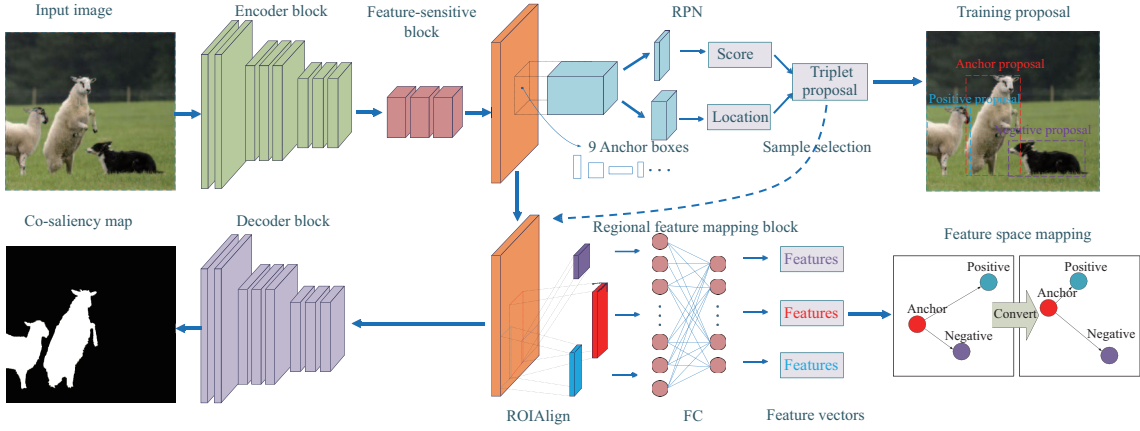 Input image
Encoder block
Feature-sensitive
block
RPN
Training proposal
Score
Location
Triplet
proposal
Anchor proposal
Positive proposal
Negative proposal
9 Anchor boxes
Sample selection
Co-saliency map
Decoder block
Regional feature mapping block
Feature space mapping
Features
Features
Features
Positive
Anchor
Negative
Convert
Positive
Anchor
Negative
ROIAlign
FC
Feature vectors